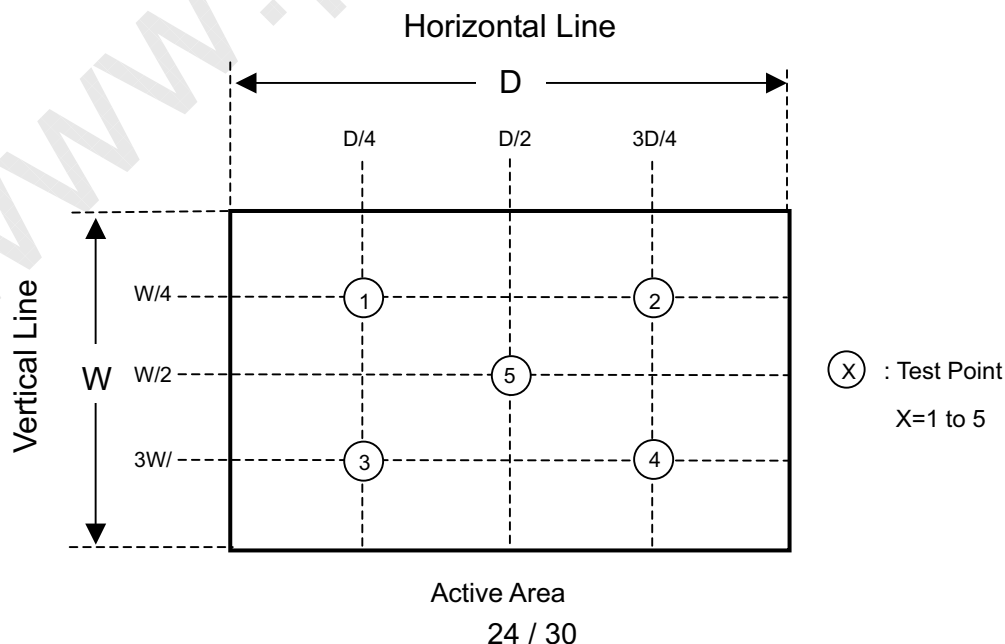 Horizontal Line
D
D/4 D/2 3D/4
W/4
1 2
Vertical Line
W
W/2
5
X : Test Point
X=1 to 5
3W/
3 4
Active Area
24 / 30